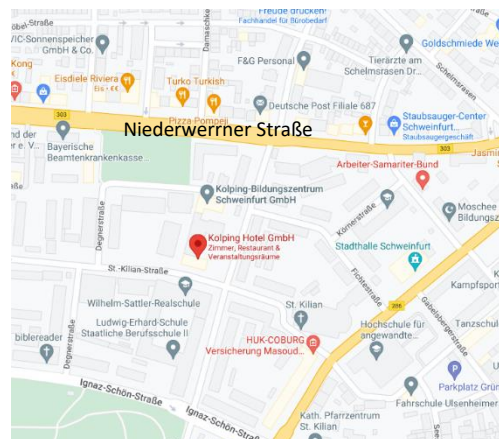 Freude drucken!
Fachhandel für Bürobedarf
Damaschke
VIC-Sonnenspeicher
GmbH & Co.
Goldschmiede We
F&G Personal
Tierärzte am
Schelmsrasen Dr...
Schelmsrasen
Kong
Eisdiele Riviera
Eis · €€
Turko Turkish
Pizza Pompeji
Deutsche Post Filiale 687
Staubsauger-Center
Schweinfurt...
Staubsaugergeschäft
303
Niederwerrner Straße
303
Bayerische
Beamtenkrankenkasse...
Jasmi
Arbeiter-Samariter-Bund
Kolping-Bildungszentrum
Schweinfurt GmbH
Moschee
Bildungsz
Degnerstraße
Körnerstraße
Kolping Hotel GmbH
Zimmer, Restaurant &
Veranstaltungsräume
Stadthalle Schweinfurt
St.-Kilian-Straße
Fichtestraße
Kampfsport
Wilhelm-Sattler-Realschule
St. Kilian
286
Gabelsbergerstraße
Ludwig-Erhard-Schule
Staatliche Berufsschule II
Hochschule für
angewandte...
Tanzschul
HUK-COBURG
Versicherung Masoud...
biblereader
Degnerstraße
Parkplatz Grün
Ignaz-Schön-Straße
Ignaz-Schön-Straße
Fahrschule Ulsenheimer
Kath. Pfarrzentrum
St. Kilian